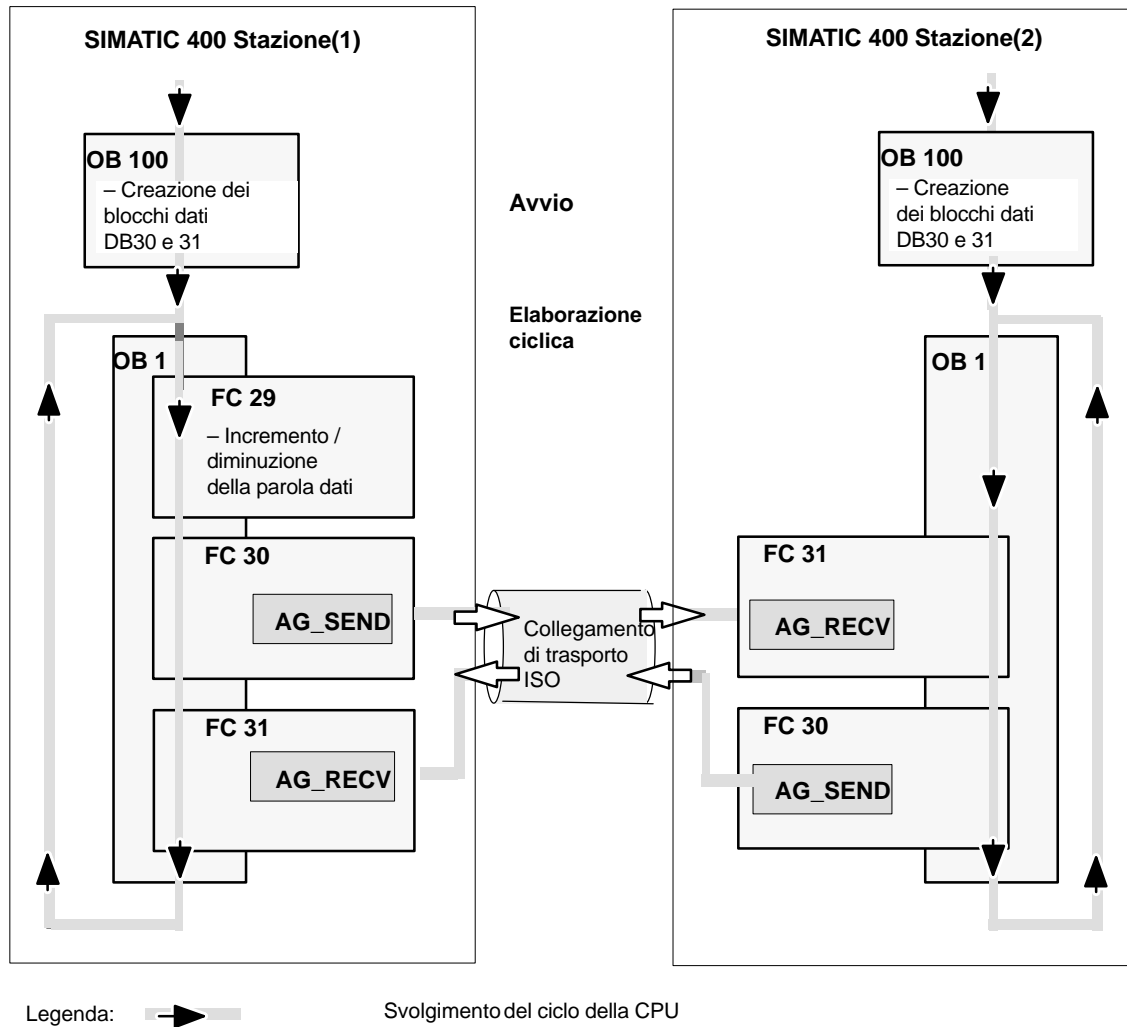 SIMATIC 400 Stazione(1)
OB 100
– Creazione dei
blocchi dati
DB30 e 31
OB 1
FC 29
– Incremento /
diminuzione
della parola dati
FC 30
AG_SEND
FC 31
AG_RECV
Avvio
Elaborazione
ciclica
Collegamento
di trasporto
ISO
SIMATIC 400 Stazione(2)
OB 100
– Creazione
dei blocchi dati
DB30 e 31
OB 1
FC 31
AG_RECV
FC 30
AG_SEND
Legenda:
Svolgimento del ciclo della CPU